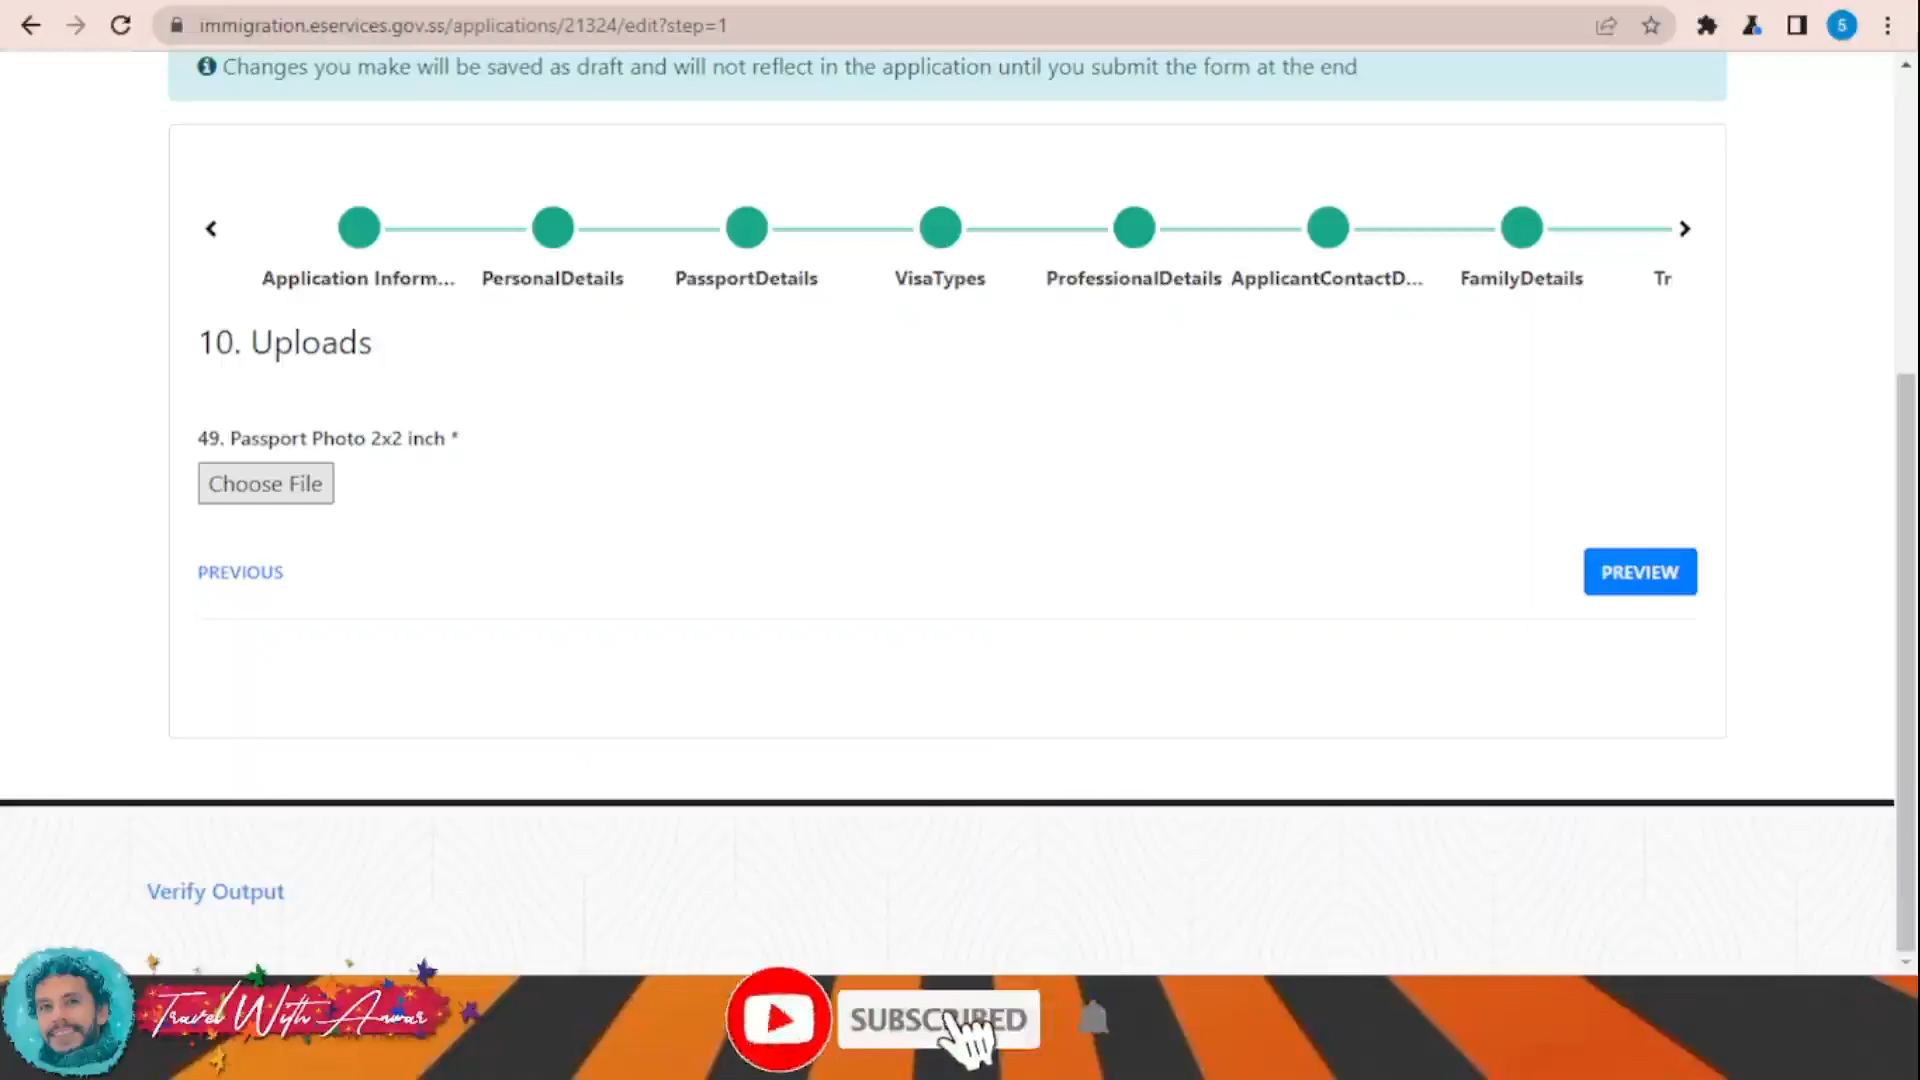 immigration.eservices.gov.ss/applications/21324/edit?step=1
5
Changes you make will be saved as draft and will not reflect in the application until you submit the form at the end
Application Inform... PersonalDetails PassportDetails VisaTypes ProfessionalDetails ApplicantContactD... FamilyDetails Tr
10. Uploads
49. Passport Photo 2x2 inch *
Choose File
PREVIOUS
PREVIEW
Verify Output
Travel With Anwar
SUBSCRIBED